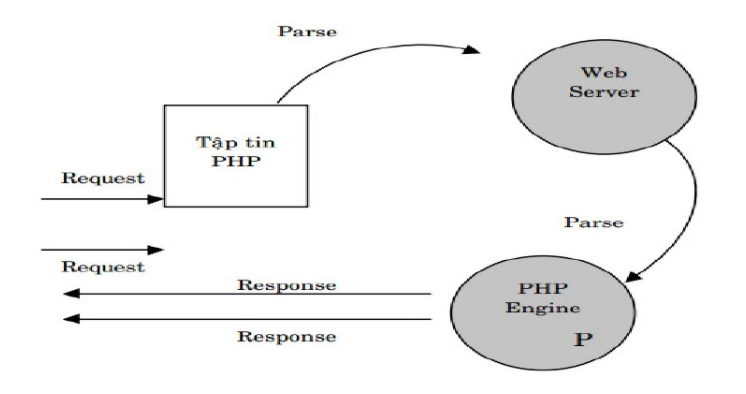 Parse
Web
Server
Tập tin
PHP
Request
Parse
Request
Response
PHP
Engine
P
Response